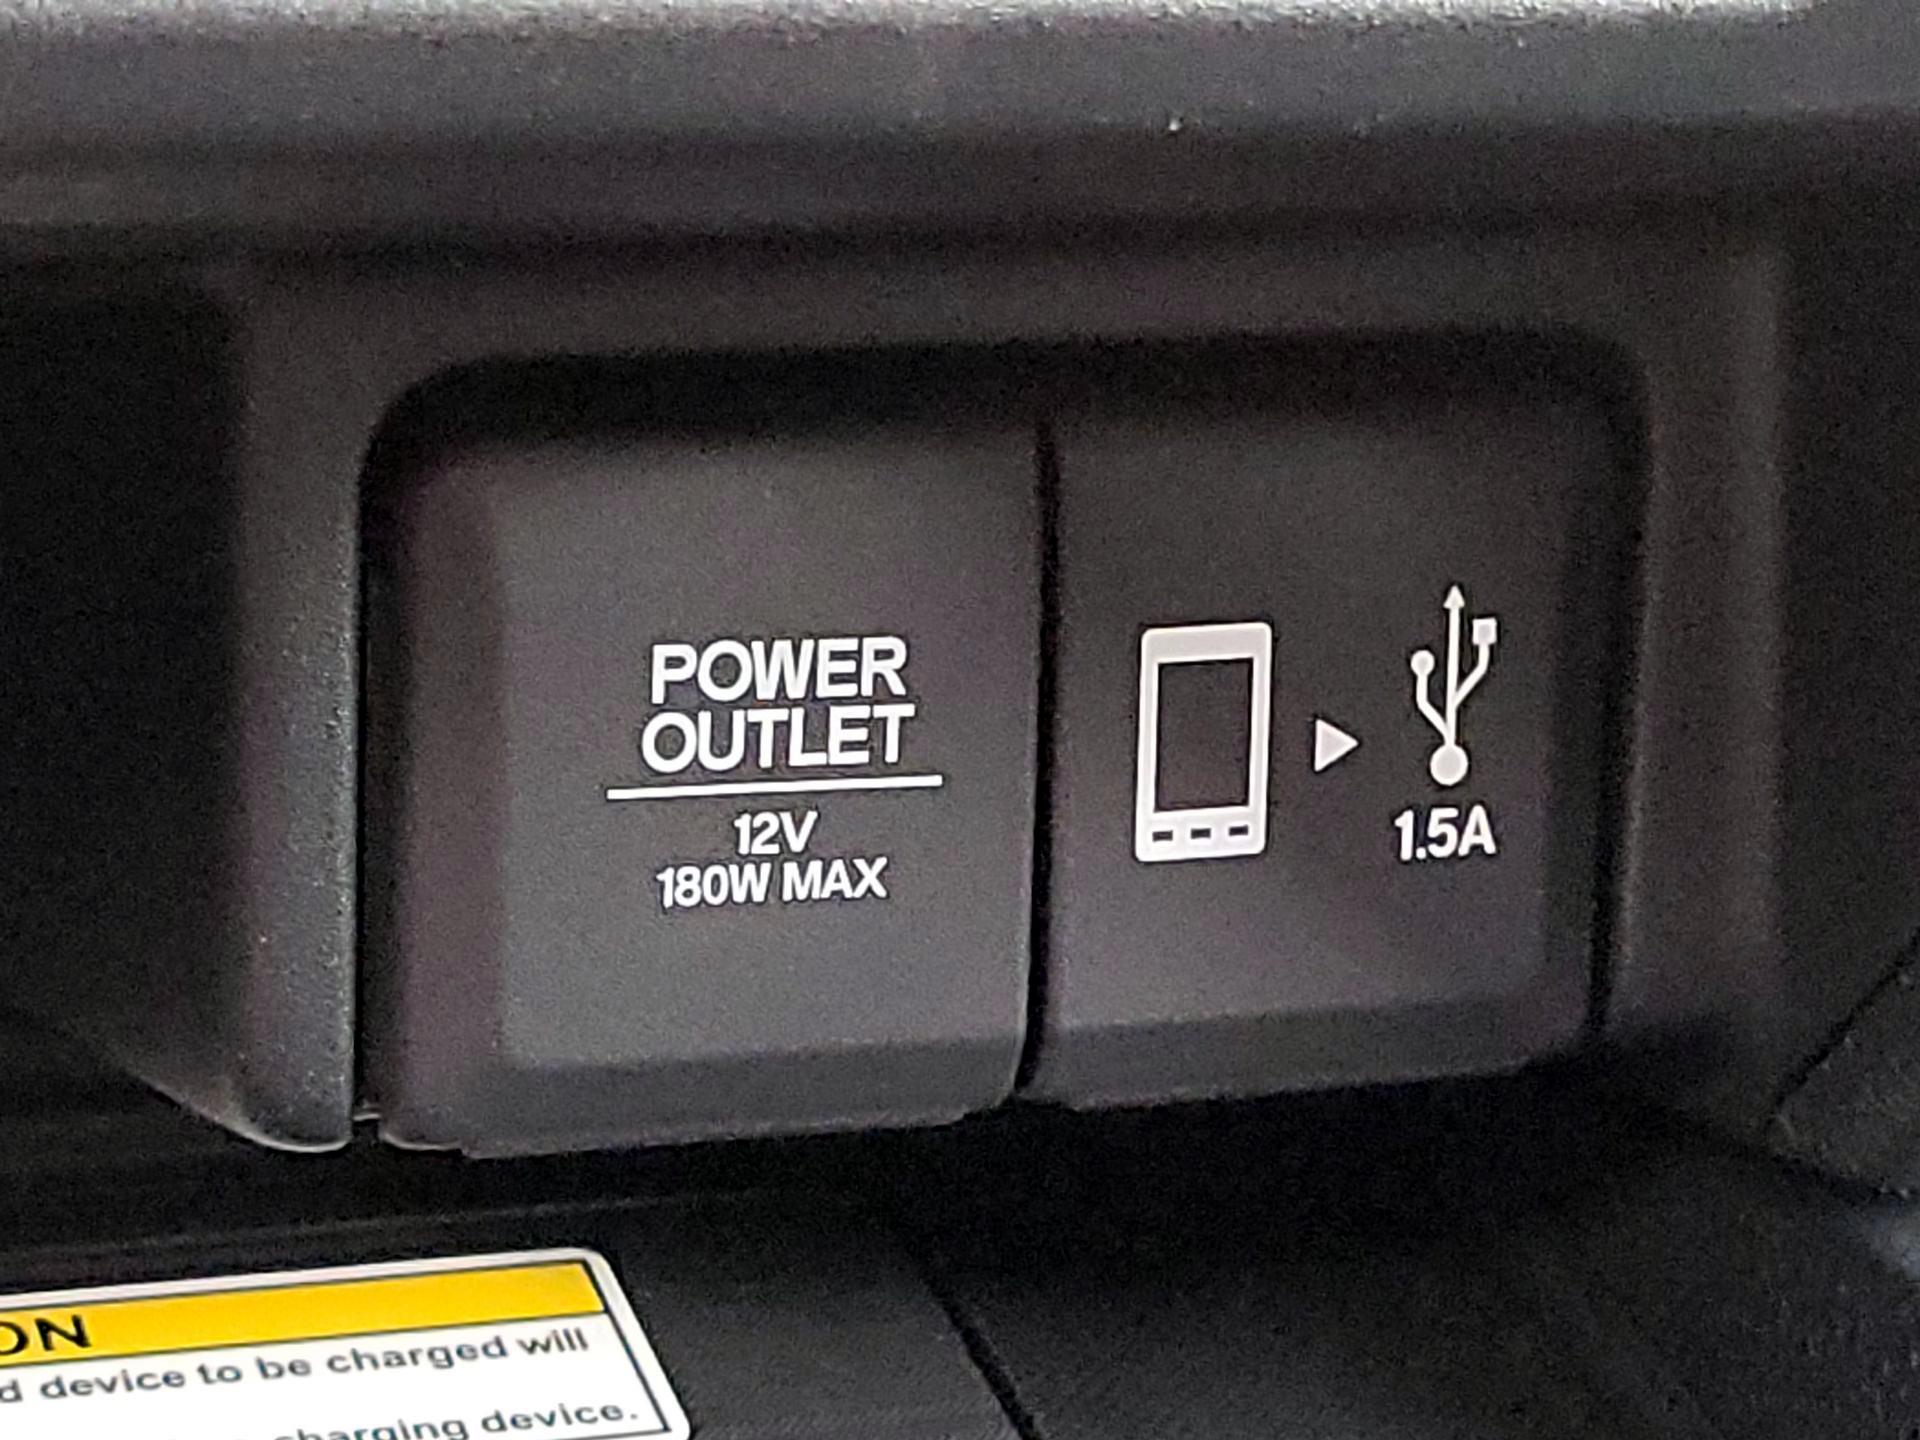 POWER
OUTLET
12V
180W MAX
1.5A
ON
d device to be charged will
charging device.